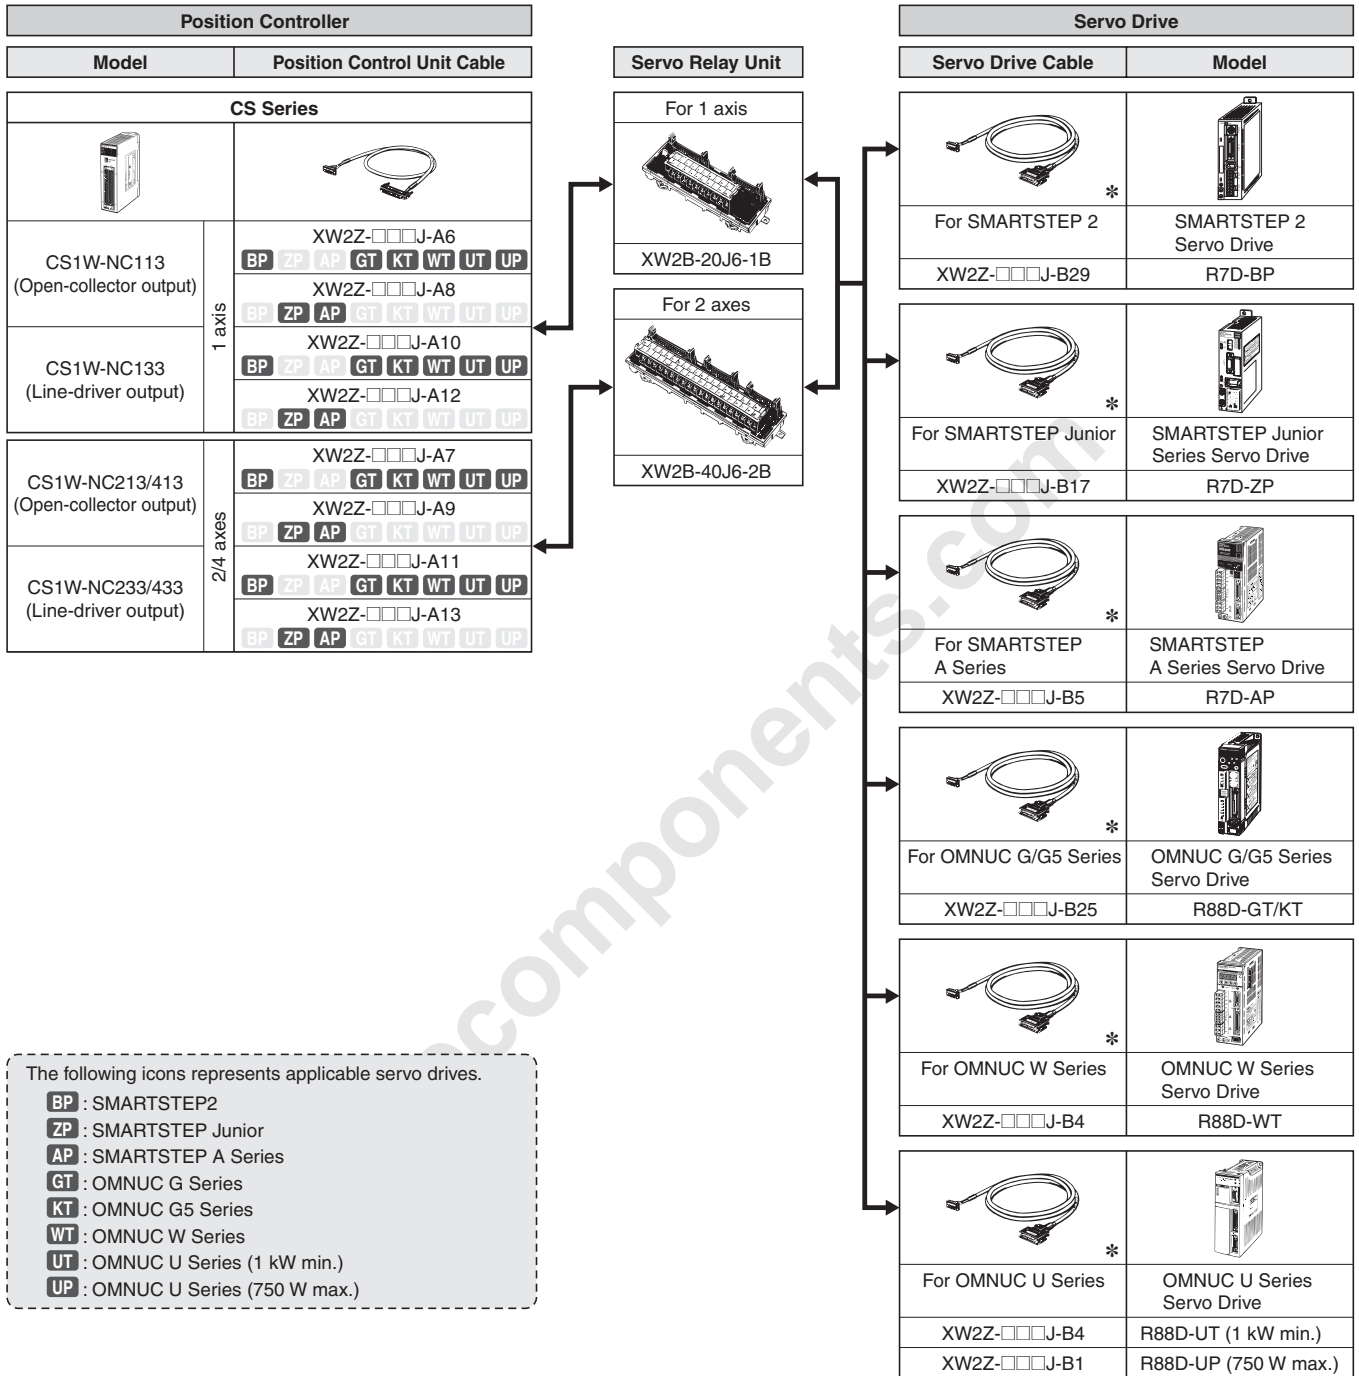 Position Controller
Servo Drive
Model
Position Control Unit Cable
Servo Relay Unit
Servo Drive Cable
Model
CS Series
CS1W-NC113
(Open-collector output)
CS1W-NC133
(Line-driver output)
1 axis
XW2Z-□□□J-A6
BP ZP AP GT KT WT UT UP
XW2Z-□□□J-A8
BP ZP AP GT KT WT UT UP
XW2Z-□□□J-A10
BP ZP AP GT KT WT UT UP
XW2Z-□□□J-A12
BP ZP AP GT KT WT UT UP
CS1W-NC213/413
(Open-collector output)
CS1W-NC233/433
(Line-driver output)
2/4 axes
XW2Z-□□□J-A7
BP ZP AP GT KT WT UT UP
XW2Z-□□□J-A9
BP ZP AP GT KT WT UT UP
XW2Z-□□□J-A11
BP ZP AP GT KT WT UT UP
XW2Z-□□□J-A13
BP ZP AP GT KT WT UT UP
For 1 axis
XW2B-20J6-1B
For 2 axes
XW2B-40J6-2B
*
For SMARTSTEP 2
SMARTSTEP 2
Servo Drive
XW2Z-□□□J-B29
R7D-BP
*
For SMARTSTEP Junior
SMARTSTEP Junior
Series Servo Drive
XW2Z-□□□J-B17
R7D-ZP
*
For SMARTSTEP
A Series
SMARTSTEP
A Series Servo Drive
XW2Z-□□□J-B5
R7D-AP
*
For OMNUC G/G5 Series
OMNUC G/G5 Series
Servo Drive
XW2Z-□□□J-B25
R88D-GT/KT
*
For OMNUC W Series
OMNUC W Series
Servo Drive
XW2Z-□□□J-B4
R88D-WT
*
For OMNUC U Series
OMNUC U Series
Servo Drive
XW2Z-□□□J-B4
R88D-UT (1 kW min.)
XW2Z-□□□J-B1
R88D-UP (750 W max.)
The following icons represents applicable servo drives.
BP : SMARTSTEP2
ZP : SMARTSTEP Junior
AP : SMARTSTEP A Series
GT : OMNUC G Series
KT : OMNUC G5 Series
WT : OMNUC W Series
UT : OMNUC U Series (1 kW min.)
UP : OMNUC U Series (750 W max.)
components.com